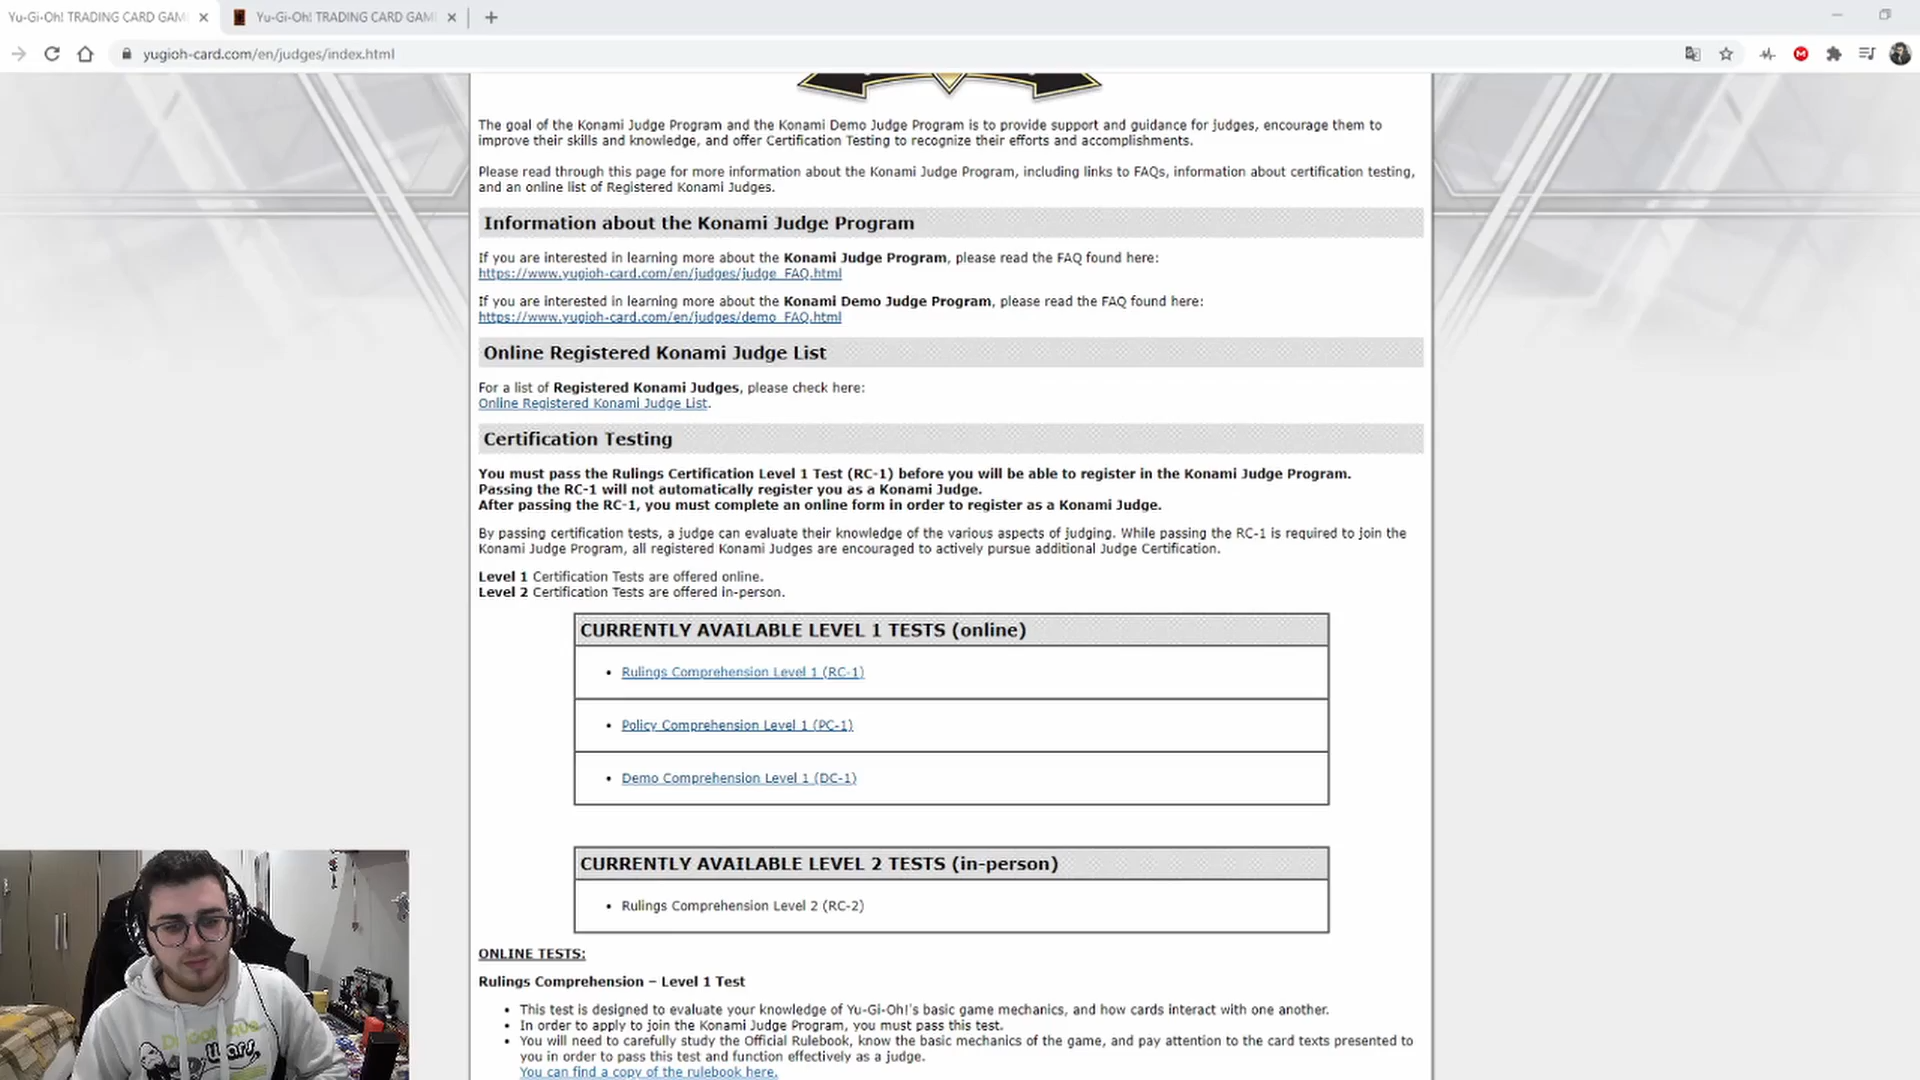 Yu-Gi-Oh! TRADING CARD GAM
Yu-Gi-Oh! TRADING CARD GAM
yugioh-card.com/en/judges/index.html
The goal of the Konami Judge Program and the Konami Demo Judge Program is to provide support and guidance for judges, encourage them to
improve their skills and knowledge, and offer Certification Testing to recognize their efforts and accomplishments.
Please read through this page for more information about the Konami Judge Program, including links to FAQs, information about certification testing,
and an online list of Registered Konami Judges.
Information about the Konami Judge Program
If you are interested in learning more about the Konami Judge Program, please read the FAQ found here:
https://www.yugioh-card.com/en/judges/judge_FAQ.html
If you are interested in learning more about the Konami Demo Judge Program, please read the FAQ found here:
https://www.yugioh-card.com/en/judges/demo_FAQ.html
Online Registered Konami Judge List
For a list of Registered Konami Judges, please check here:
Online Registered Konami Judge List.
Certification Testing
You must pass the Rulings Certification Level 1 Test (RC-1) before you will be able to register in the Konami Judge Program.
Passing the RC-1 will not automatically register you as a Konami Judge.
After passing the RC-1, you must complete an online form in order to register as a Konami Judge.
By passing certification tests, a judge can evaluate their knowledge of the various aspects of judging. While passing the RC-1 is required to join the
Konami Judge Program, all registered Konami Judges are encouraged to actively pursue additional Judge Certification.
Level 1 Certification Tests are offered online.
Level 2 Certification Tests are offered in-person.
CURRENTLY AVAILABLE LEVEL 1 TESTS (online)
• Rulings Comprehension Level 1 (RC-1)
• Policy Comprehension Level 1 (PC-1)
• Demo Comprehension Level 1 (DC-1)
CURRENTLY AVAILABLE LEVEL 2 TESTS (in-person)
• Rulings Comprehension Level 2 (RC-2)
ONLINE TESTS:
Rulings Comprehension – Level 1 Test
• This test is designed to evaluate your knowledge of Yu-Gi-Oh!'s basic game mechanics, and how cards interact with one another.
• In order to apply to join the Konami Judge Program, you must pass this test.
• You will need to carefully study the Official Rulebook, know the basic mechanics of the game, and pay attention to the card texts presented to
you in order to pass this test and function effectively as a judge.
You can find a copy of the rulebook here.